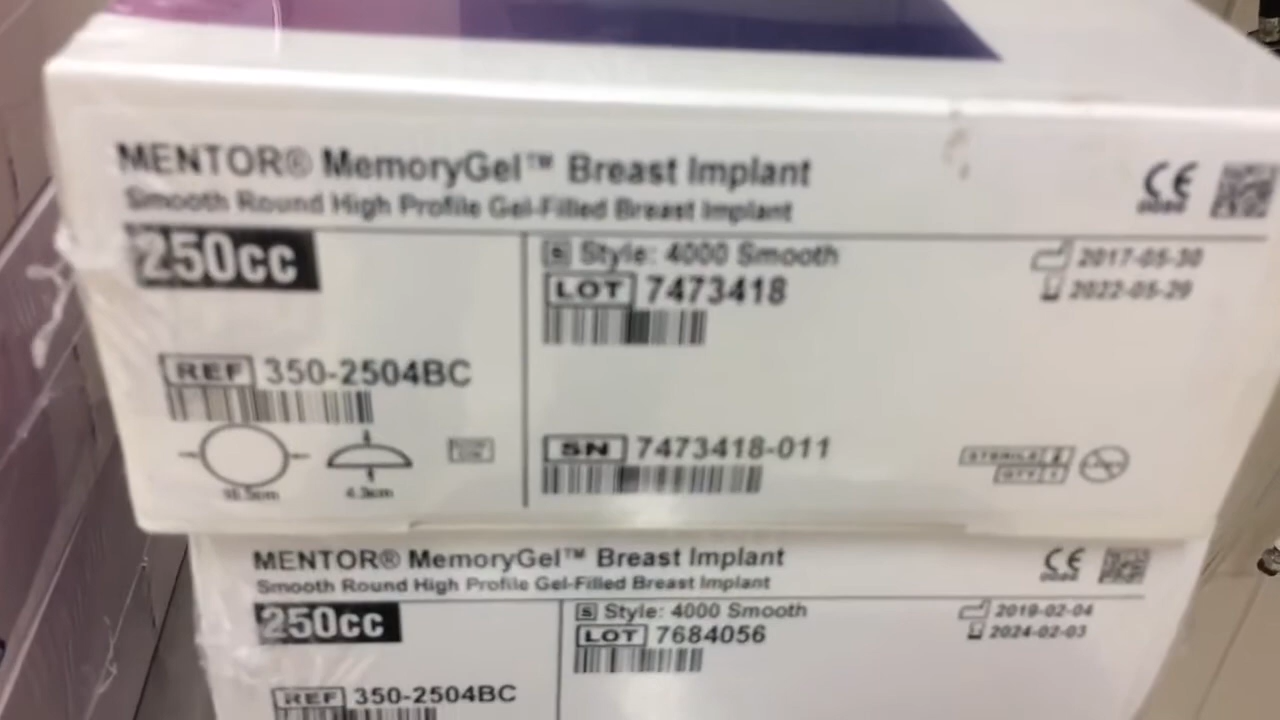 MENTOR® MemoryGel™ Breast Implant
Smooth Round High Profile Gel-Filled Breast Implant
250cc
S Style: 4000 Smooth
2017-05-30
LOT 7473418
2022-05-29
REF 350-2504BC
SN 7473418-011
STERILE
QTY 1
4.3cm
MENTOR® MemoryGel™ Breast Implant
Smooth Round High Profile Gel-Filled Breast Implant
250cc
S Style: 4000 Smooth
2019-02-04
LOT 7684056
2024-02-03
REF 350-2504BC